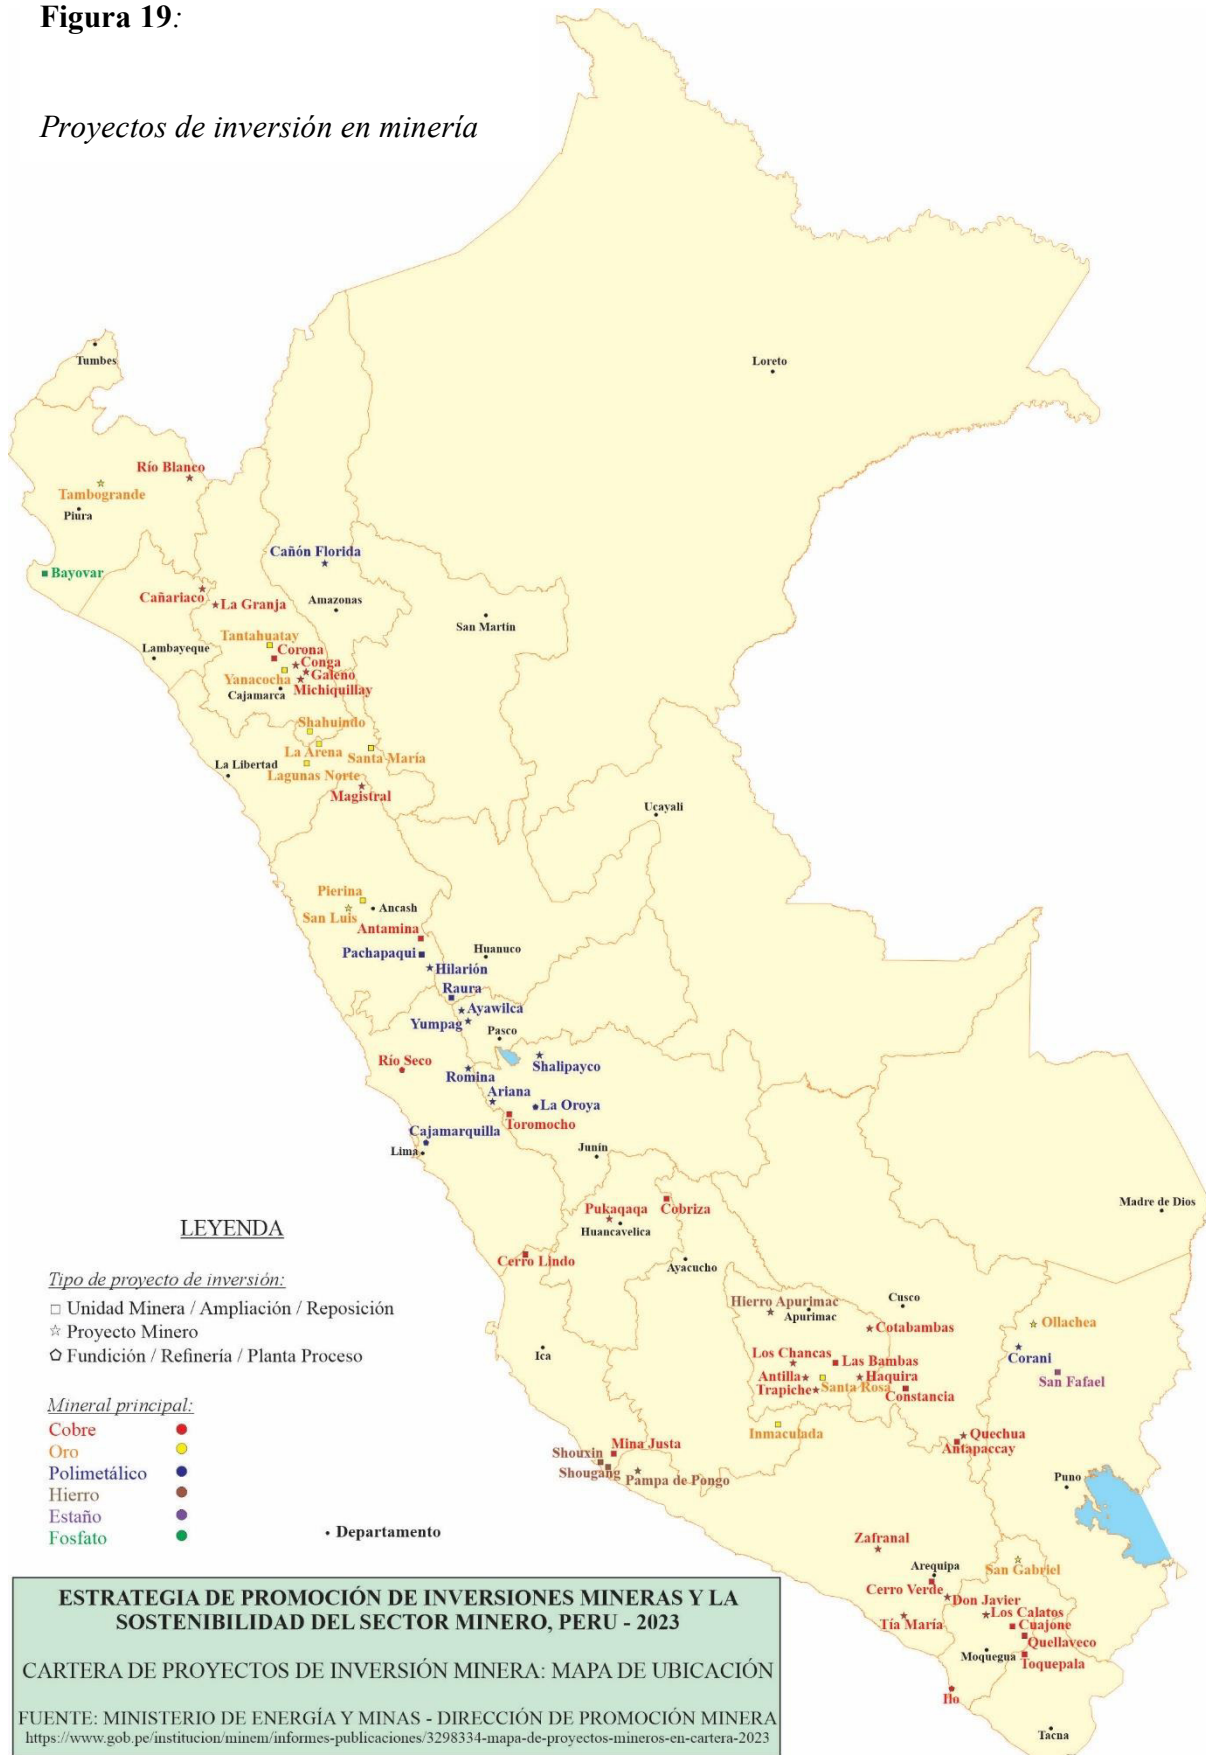 Figura 19:
Proyectos de inversión en minería
Tumbes
Loreto
Río Blanco
Tambogrande
Piura
Cañón Florida
Bayovar
Cañariaco
La Granja
Amazonas
San Martin
Tantahuatay
Lambayeque
Corona
Conga
Galeno
Yanacocha
Michiquillay
Cajamarca
Shahuindo
La Arena
Santa María
La Libertad
Lagunas Norte
Magistral
Ucayali
Pierina
San Luis
Ancash
Antamina
Pachapaqui
Huanuco
Hilarión
Raura
Ayawilca
Yumpag
Pasco
Río Seco
Shalipayco
Romina
Ariana
La Oroya
Toromocho
Cajamarquilla
Lima
Junín
Madre de Dios
Pukaqaqa
Cobriza
Huancavelica
Cerro Lindo
Ayacucho
Cusco
Hierro Apurimac
Apurimac
Cotabambas
Ollachea
Ica
Los Chancas
Las Bambas
Corani
Antilla
Haquira
San Fafael
Trapiche
Santa Rosa
Constancia
Inmaculada
Quechua
Antapaccay
Mina Justa
Shouxin
Shougang
Pampa de Pongo
Puno
Zafranal
Arequipa
San Gabriel
Cerro Verde
Don Javier
Los Calatos
Tía María
Cuajone
Quellaveco
Moquegua
Toquepala
Ilo
Tacna
LEYENDA
Tipo de proyecto de inversión:
Unidad Minera / Ampliación / Reposición
Proyecto Minero
Fundición / Refinería / Planta Proceso
Mineral principal:
Cobre
Oro
Polimetálico
Hierro
Estaño
Fosfato
Departamento
ESTRATEGIA DE PROMOCIÓN DE INVERSIONES MINERAS Y LA
SOSTENIBILIDAD DEL SECTOR MINERO, PERU - 2023
CARTERA DE PROYECTOS DE INVERSIÓN MINERA: MAPA DE UBICACIÓN
FUENTE: MINISTERIO DE ENERGÍA Y MINAS - DIRECCIÓN DE PROMOCIÓN MINERA
https://www.gob.pe/institucion/minem/informes-publicaciones/3298334-mapa-de-proyectos-mineros-en-cartera-2023